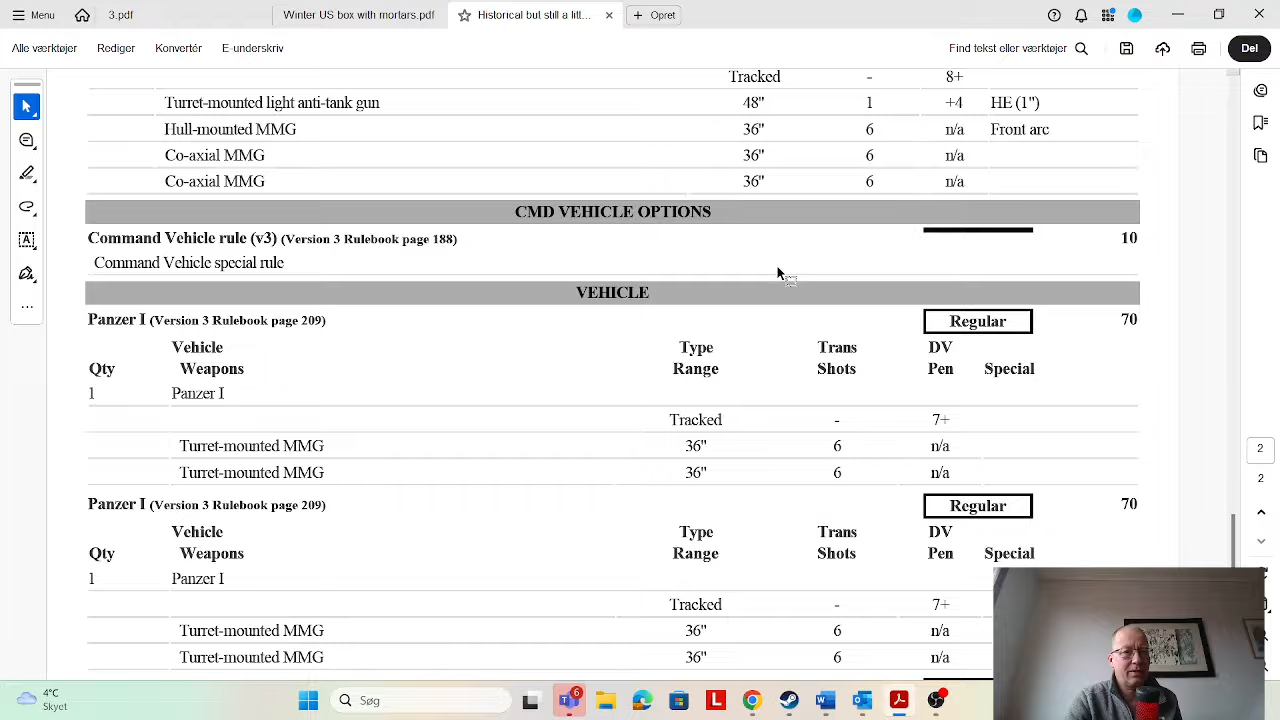 Menu 3.pdf Winter US box with mortars.pdf Historical but still a litt... Opret
Alle værktøjer Rediger Konvertér E-underskriv Find tekst eller værktøjer Del
Tracked - 8+
Turret-mounted light anti-tank gun 48" 1 +4 HE (1")
Hull-mounted MMG 36" 6 n/a Front arc
Co-axial MMG 36" 6 n/a
Co-axial MMG 36" 6 n/a
CMD VEHICLE OPTIONS
Command Vehicle rule (v3) (Version 3 Rulebook page 188) 10
Command Vehicle special rule
VEHICLE
Panzer I (Version 3 Rulebook page 209) Regular 70
Vehicle Type Trans DV
Qty Weapons Range Shots Pen Special
1 Panzer I
Tracked - 7+
Turret-mounted MMG 36" 6 n/a
Turret-mounted MMG 36" 6 n/a
Panzer I (Version 3 Rulebook page 209) Regular 70
Vehicle Type Trans DV
Qty Weapons Range Shots Pen Special
1 Panzer I
Tracked - 7+
Turret-mounted MMG 36" 6 n/a
Turret-mounted MMG 36" 6 n/a
2
2
4°C
Skyet
Søg
6